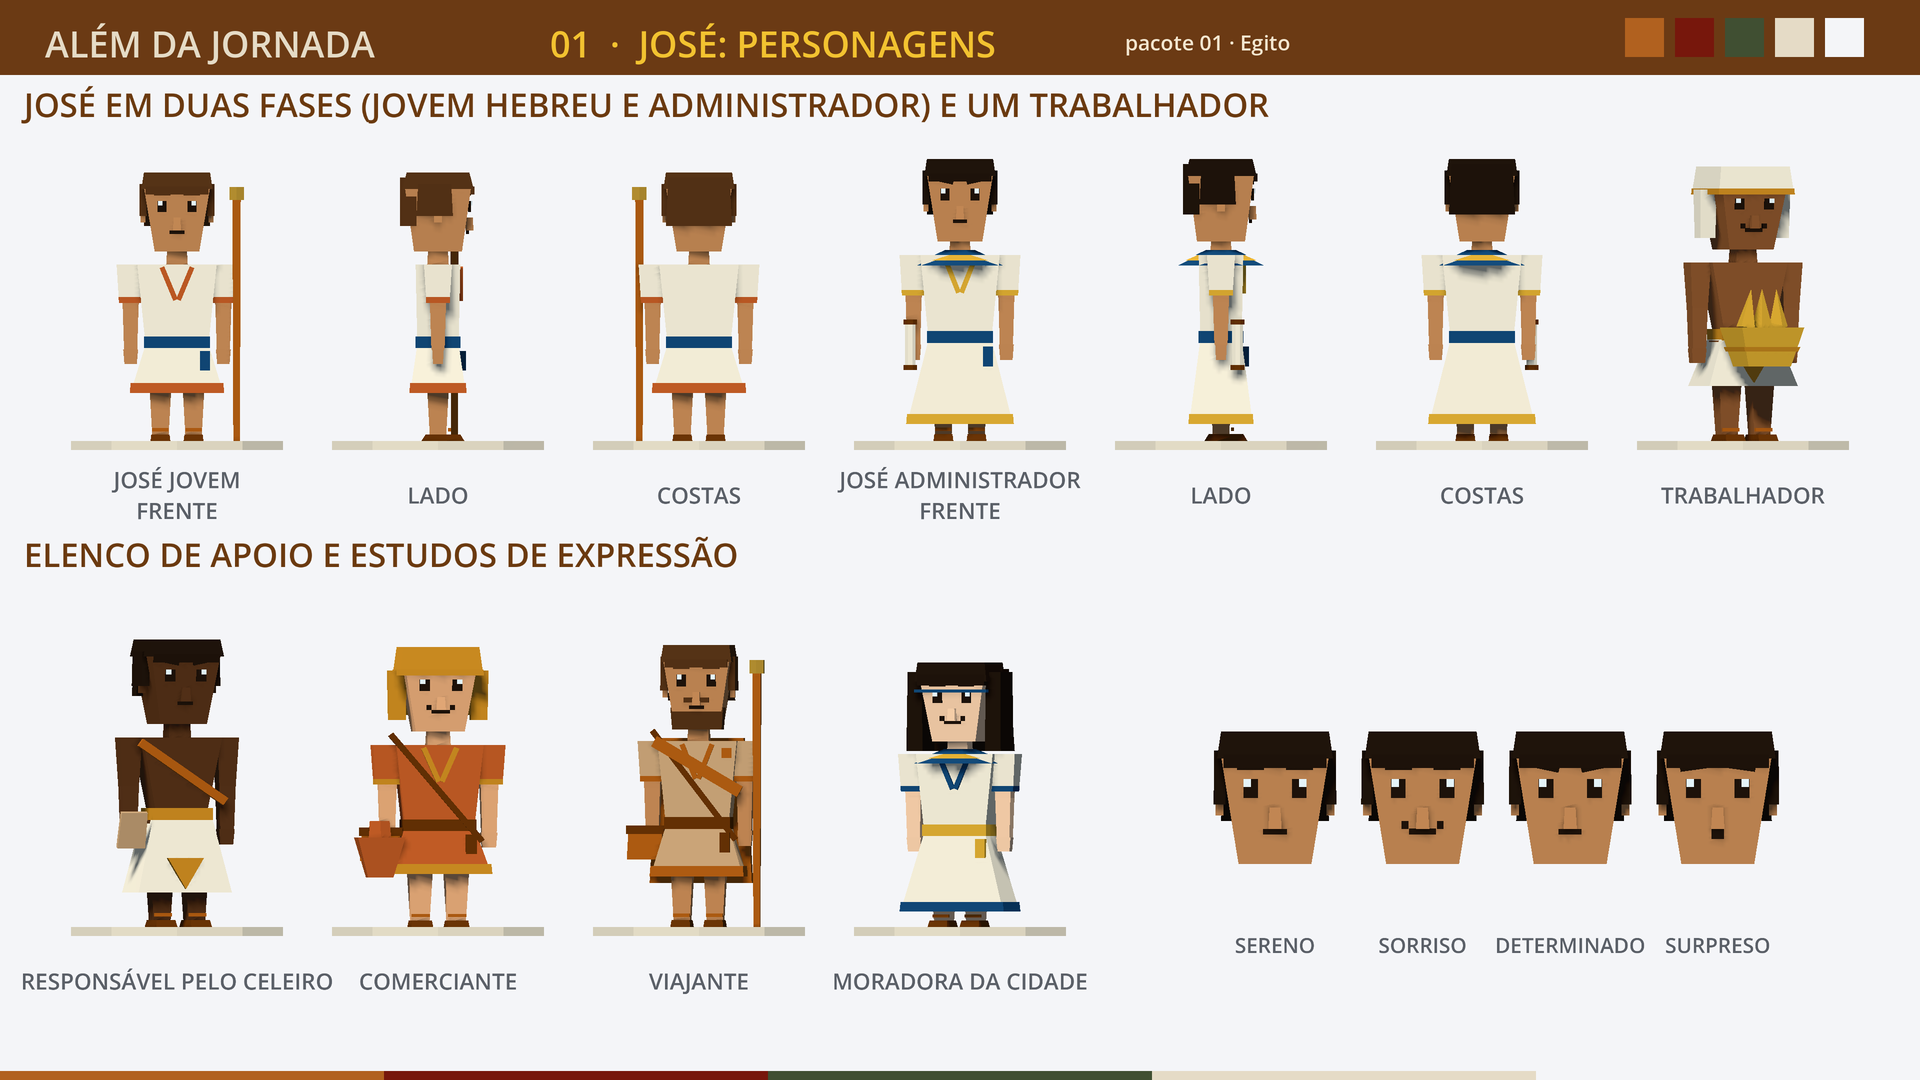 ALÉM DA JORNADA
01 · JOSÉ: PERSONAGENS
pacote 01 · Egito
JOSÉ EM DUAS FASES (JOVEM HEBREU E ADMINISTRADOR) E UM TRABALHADOR
JOSÉ JOVEM
FRENTE
LADO
COSTAS
JOSÉ ADMINISTRADOR
FRENTE
LADO
COSTAS
TRABALHADOR
ELENCO DE APOIO E ESTUDOS DE EXPRESSÃO
RESPONSÁVEL PELO CELEIRO
COMERCIANTE
VIAJANTE
MORADORA DA CIDADE
SERENO
SORRISO
DETERMINADO
SURPRESO